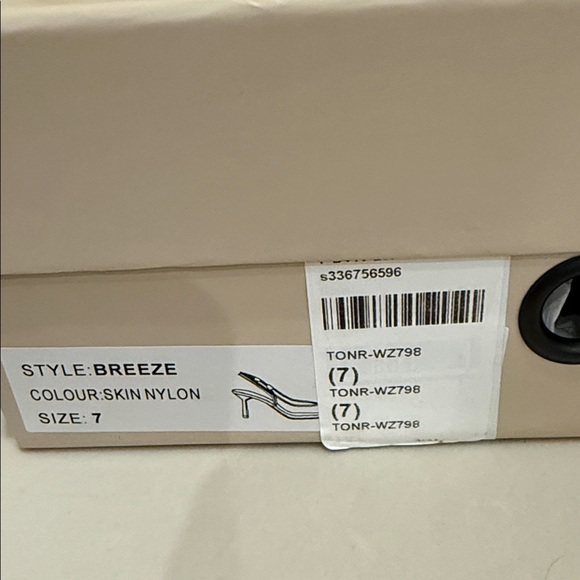 s336756596
TONR-WZ798
(7)
TONR-WZ798
(7)
TONR-WZ798
STYLE:BREEZE
COLOUR:SKIN NYLON
SIZE: 7